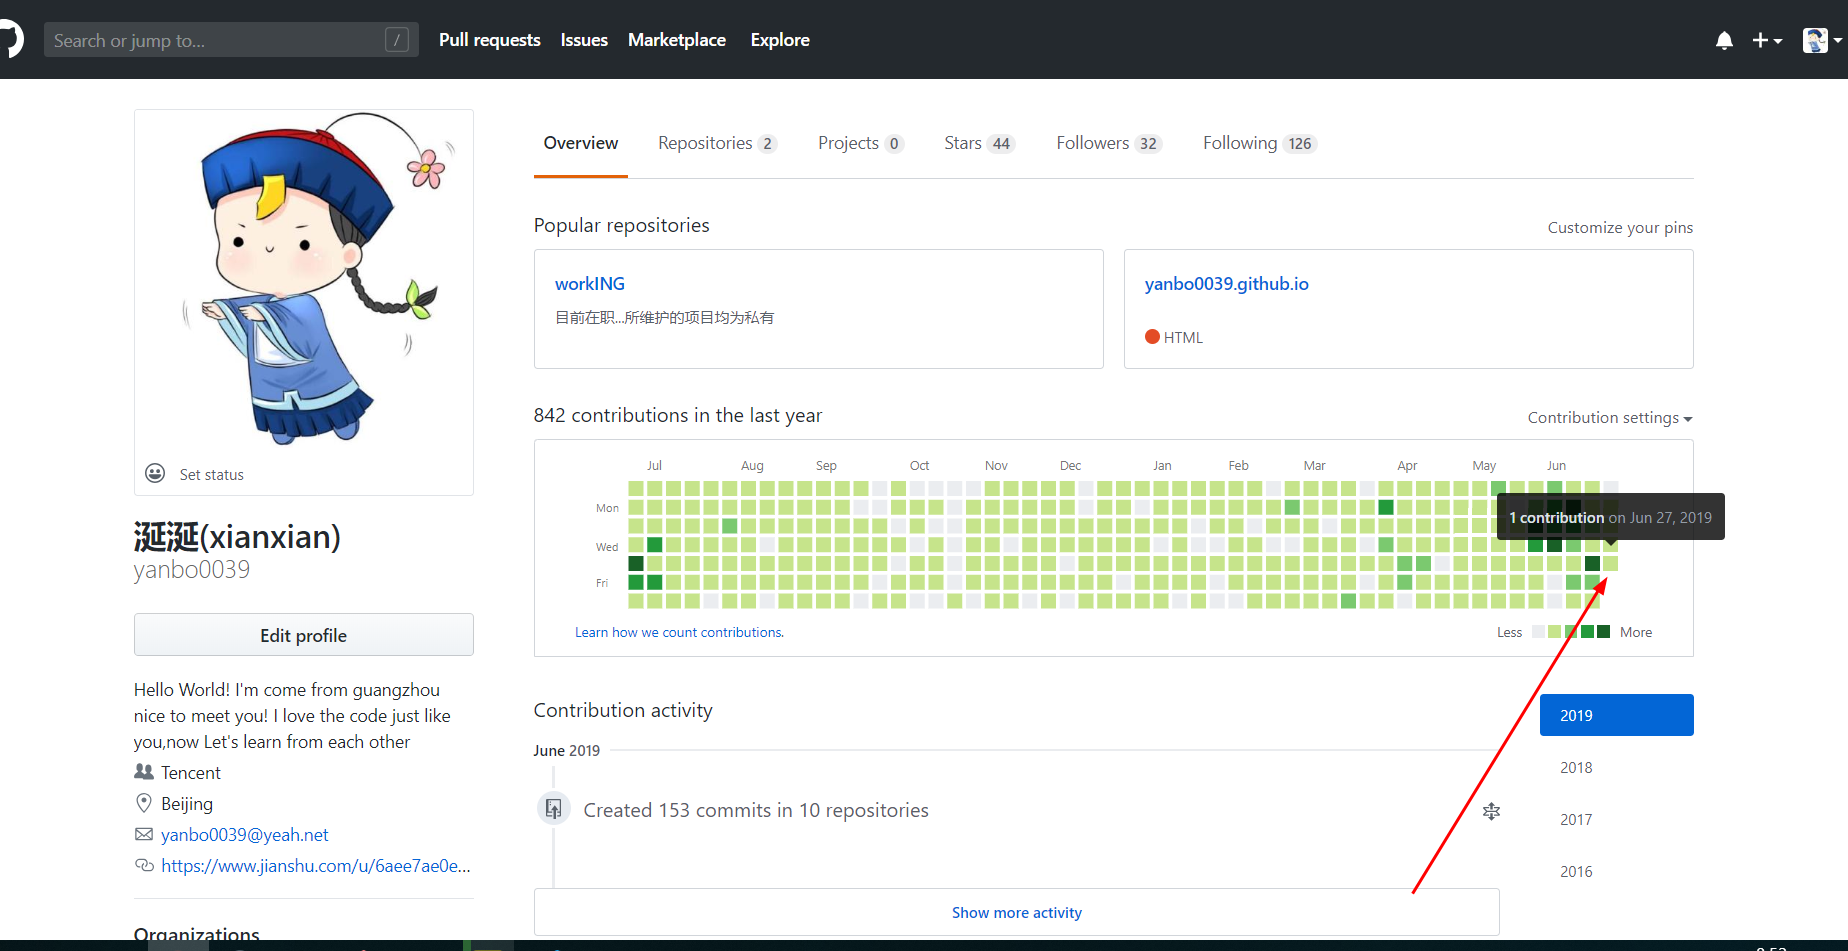 Search or jump to... /
Pull requests Issues Marketplace Explore
Overview Repositories 2 Projects 0 Stars 44 Followers 32 Following 126
Popular repositories
Customize your pins
workING
目前在职...所维护的项目均为私有
yanbo0039.github.io
HTML
842 contributions in the last year
Contribution settings
Jul Aug Sep Oct Nov Dec Jan Feb Mar Apr May Jun
Mon
Wed
Fri
1 contribution on Jun 27, 2019
Learn how we count contributions.
Less More
Set status
涎涎(xianxian)
yanbo0039
Edit profile
Hello World! I'm come from guangzhou
nice to meet you! I love the code just like
you,now Let's learn from each other
Tencent
Beijing
yanbo0039@yeah.net
https://www.jianshu.com/u/6aee7ae0e...
Organizations
Contribution activity
June 2019
Created 153 commits in 10 repositories
Show more activity
2019
2018
2017
2016